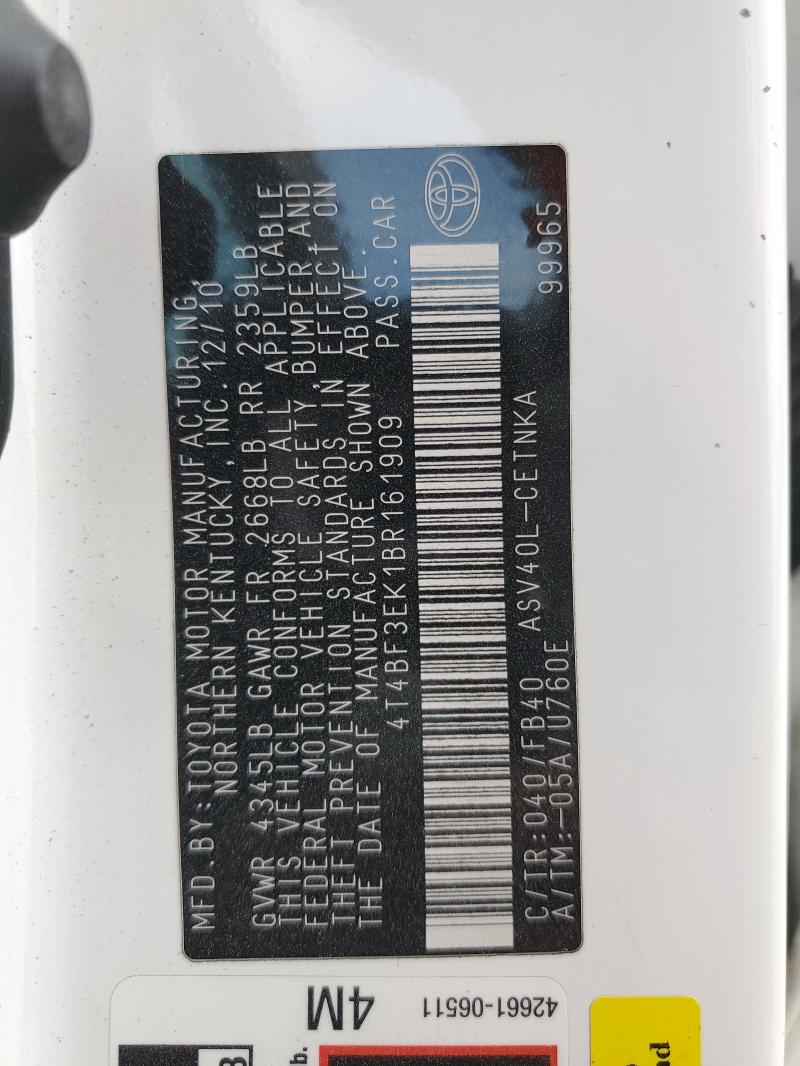 MFD.BY:TOYOTA MOTOR MANUFACTURING,
NORTHERN KENTUCKY,INC.12/10
GVWR 4345LB GAWR FR 2668LB RR 2359LB
THIS VEHICLE CONFORMS TO ALL APPLICABLE
FEDERAL MOTOR VEHICLE SAFETY,BUMPER AND
THEFT PREVENTION STANDARDS IN EFFECT ON
THE DATE OF MANUFACTURE SHOWN ABOVE.
4T4BF3EK1BR161909 PASS.CAR
C/TR:040/FB40 ASV40L-CETNKA 99965
A/TM:-05A/U760E
4M
42661-06511
b.
nd